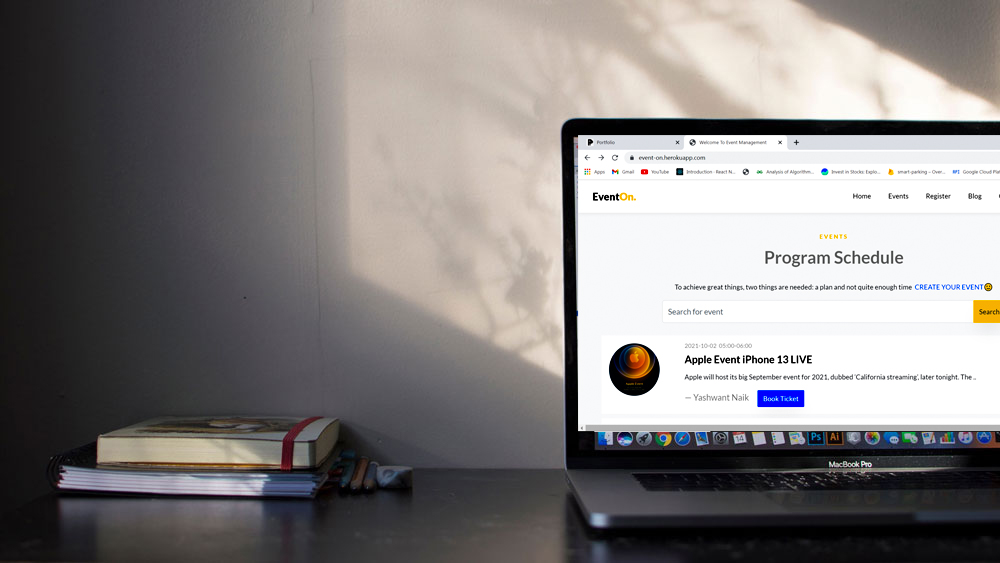 Portfolio
Welcome To Event Management
event-on.herokuapp.com
Apps Gmail YouTube Introduction · React N... Analysis of Algorithm... Invest in Stocks: Explo... smart-parking – Over... Google Cloud Plat
EventOn.
Home Events Register Blog
EVENTS
Program Schedule
To achieve great things, two things are needed: a plan and not quite enough time CREATE YOUR EVENT
Search for event
Search
2021-10-02 05:00-06:00
Apple Event iPhone 13 LIVE
Apple will host its big September event for 2021, dubbed 'California streaming', later tonight. The ..
— Yashwant Naik
Book Ticket
14
Ps
Ai
MacBook Pro